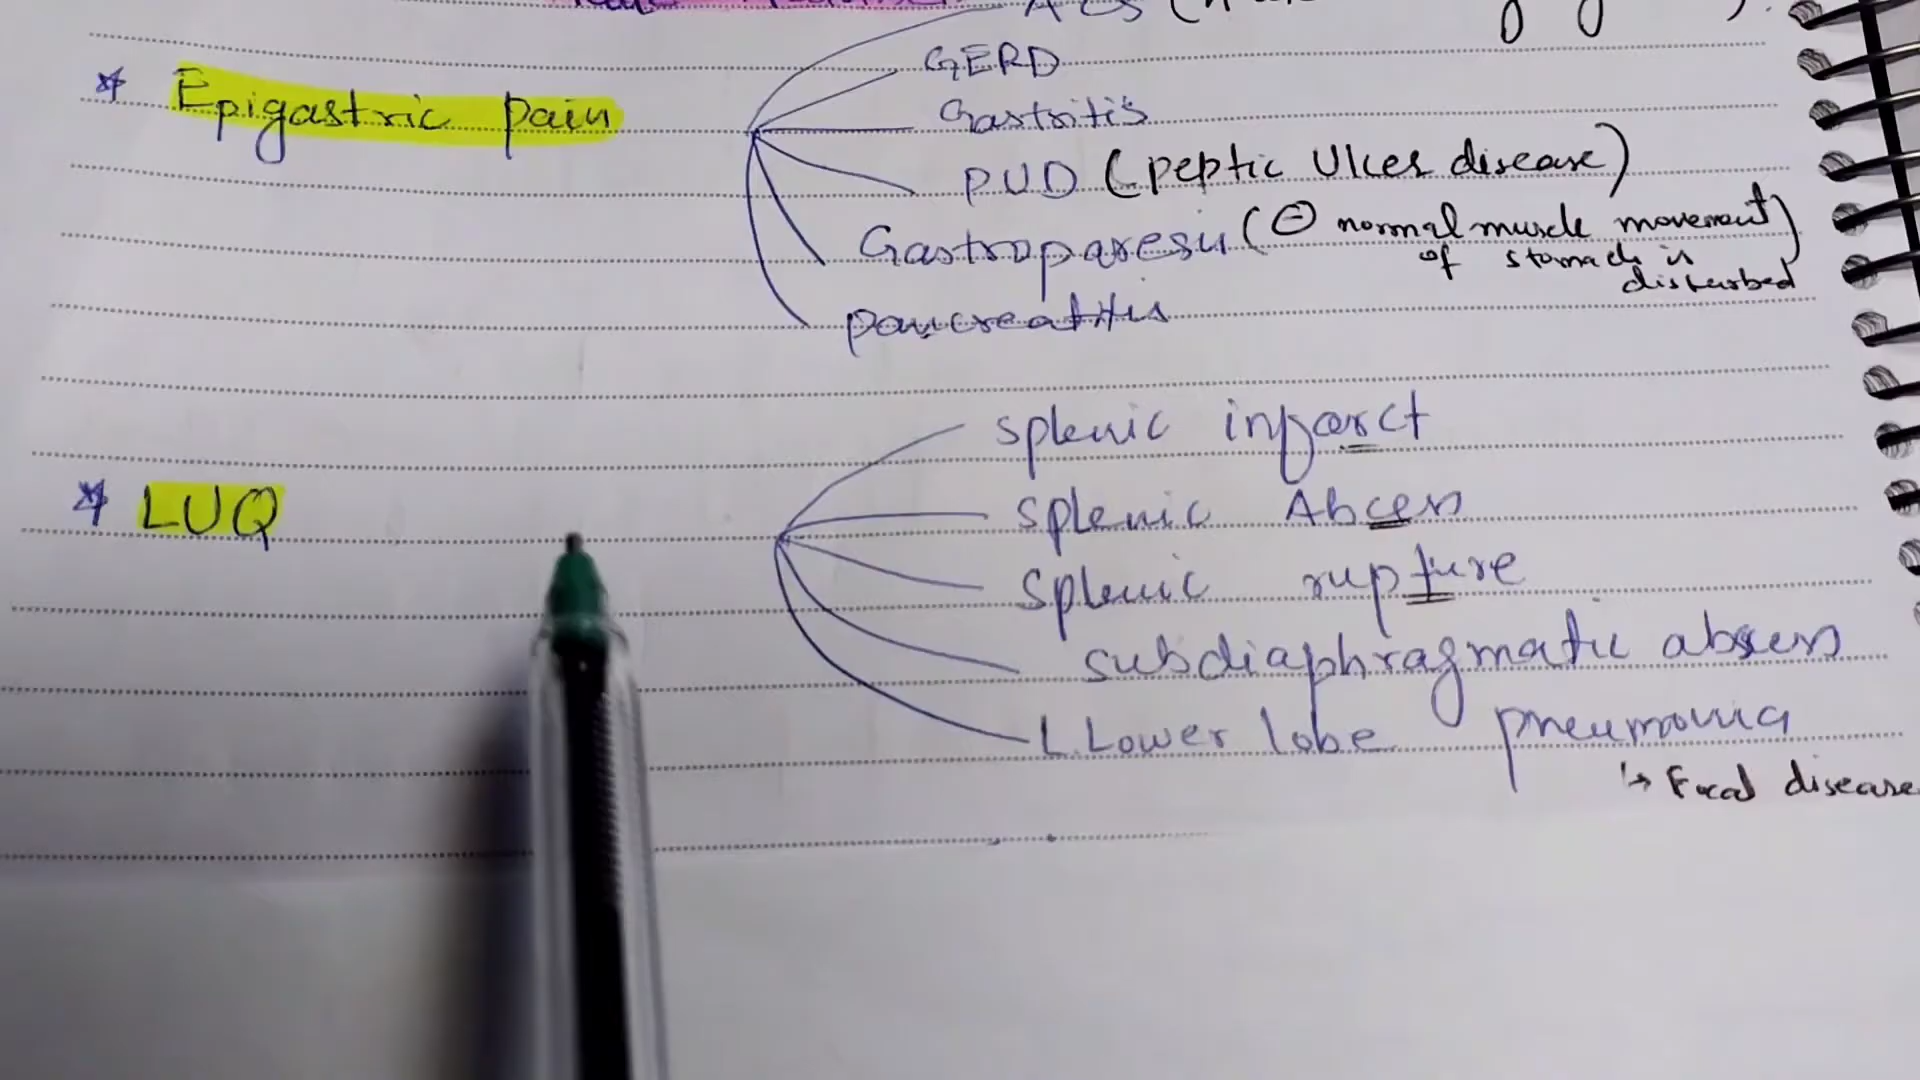 ACS (
GERD
* Epigastric pain
Gastritis
PUD (peptic Ulcer disease)
Gastroparesis (⊖ normal muscle movement
of stomach is
disturbed)
pancreatitis
splenic infarct
* LUQ
splenic Abcess
splenic rupture
subdiaphragmatic abscess
L Lower lobe pneumonia
↳ Focal disease